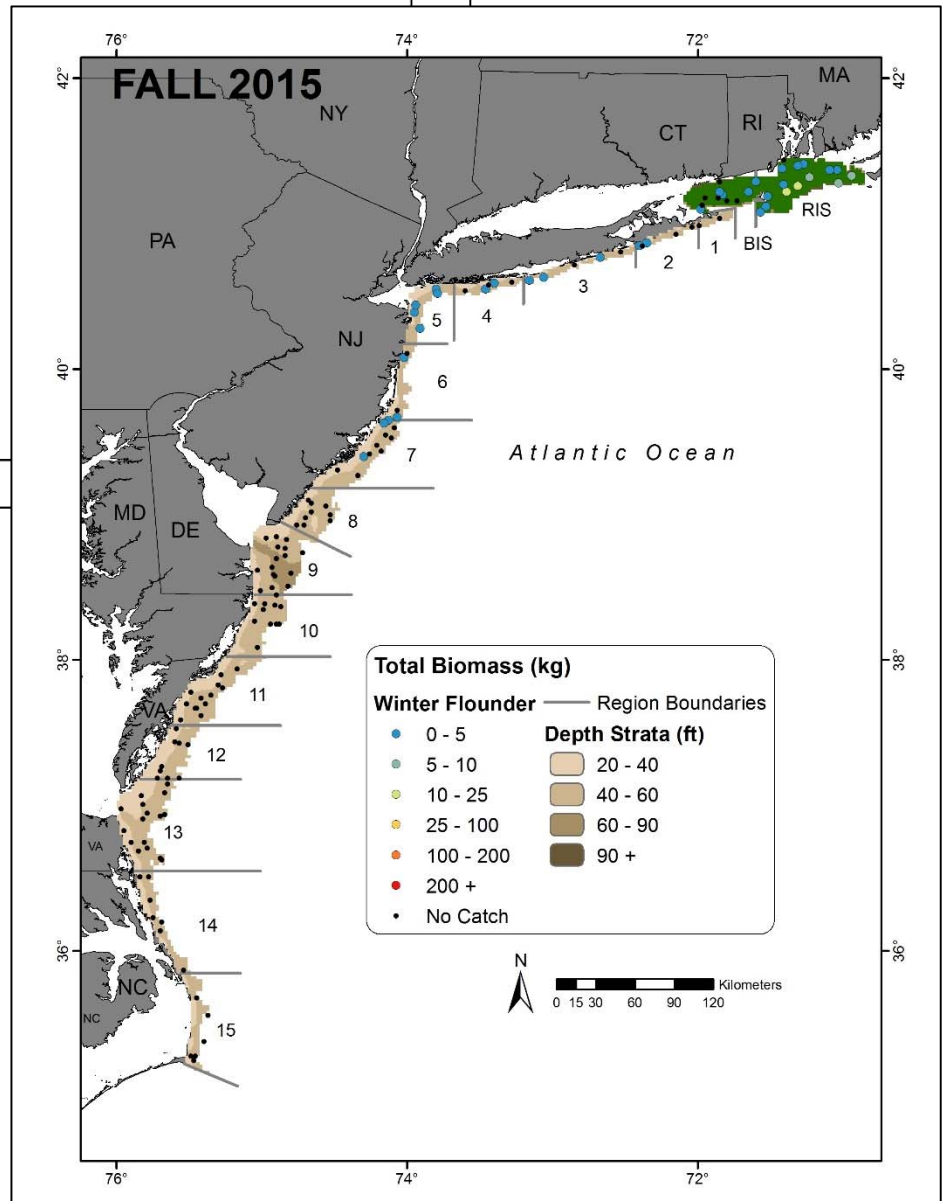 76°
74°
72°
FALL 2015
42°
42°
MA
NY
CT
RI
RIS
PA
BIS
1
2
3
4
5
NJ
40°
40°
6
Atlantic Ocean
7
MD
DE
8
9
10
38°
38°
11
VA
12
13
VA
14
36°
36°
NC
NC
15
Total Biomass (kg)
Winter Flounder
Region Boundaries
0 - 5
Depth Strata (ft)
5 - 10
20 - 40
10 - 25
40 - 60
25 - 100
60 - 90
100 - 200
90 +
200 +
No Catch
N
Kilometers
0 15 30 60 90 120
76°
74°
72°